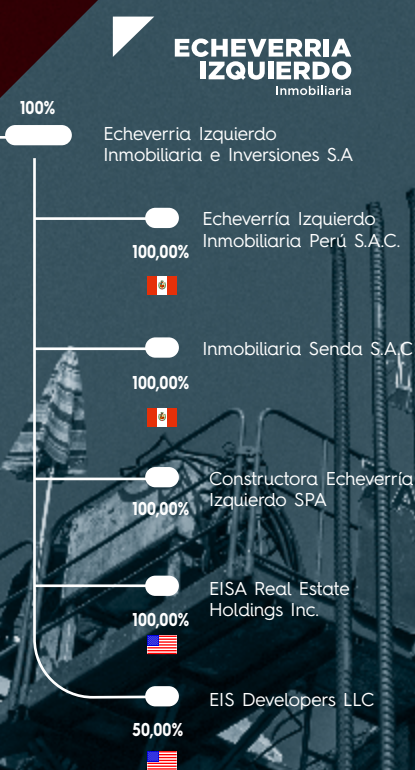 ECHEVERRIA
IZQUIERDO
Inmobiliaria
100%
Echeverria Izquierdo
Inmobiliaria e Inversiones S.A
Echeverría Izquierdo
Inmobiliaria Perú S.A.C.
100,00%
Inmobiliaria Senda S.A.C
100,00%
Constructora Echeverría
Izquierdo SPA
100,00%
EISA Real Estate
Holdings Inc.
100,00%
EIS Developers LLC
50,00%